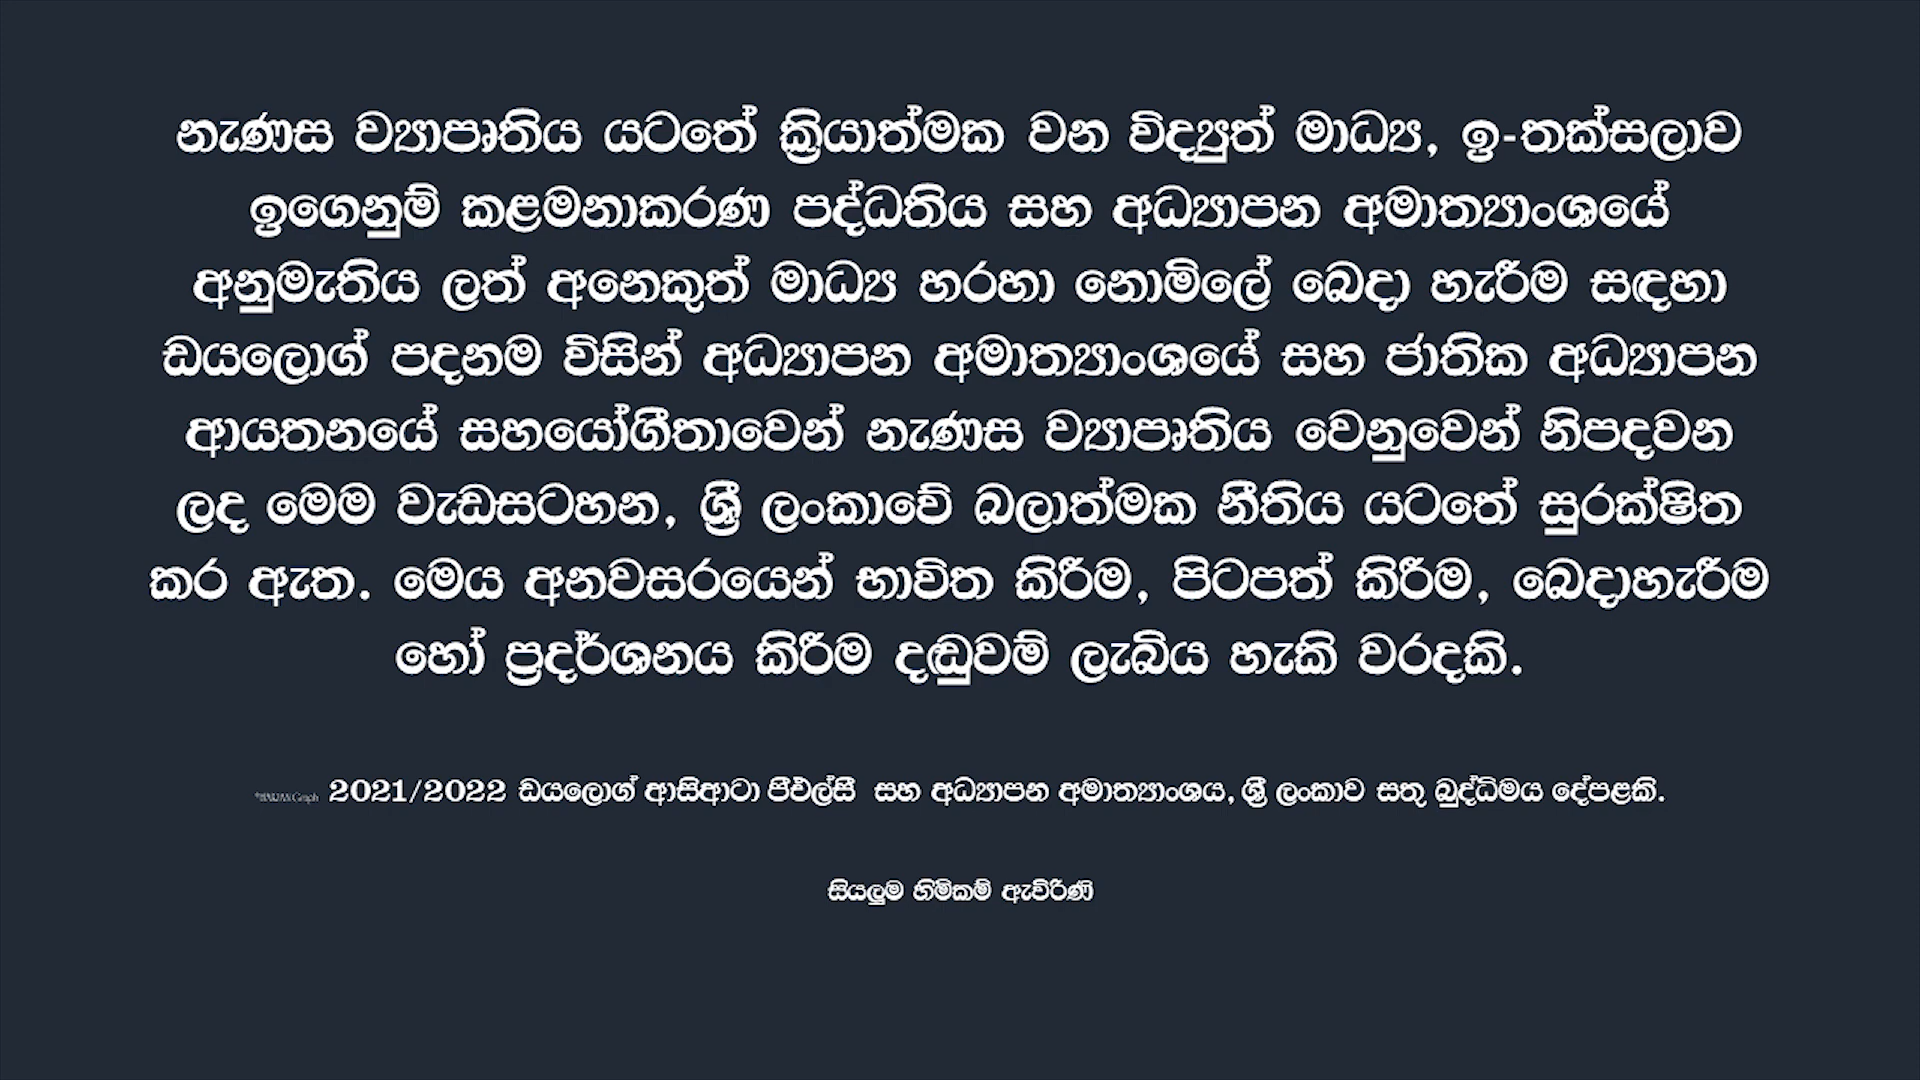 නැණස ව්‍යාපෘතිය යටතේ ක්‍රියාත්මක වන විද්‍යුත් මාධ්‍ය, ඉ-තක්සලාව
ඉගෙනුම් කළමනාකරණ පද්ධතිය සහ අධ්‍යාපන අමාත්‍යාංශයේ
අනුමැතිය ලත් අනෙකුත් මාධ්‍ය හරහා නොමිලේ බෙදා හැරීම සඳහා
ඩයලොග් පදනම විසින් අධ්‍යාපන අමාත්‍යාංශයේ සහ ජාතික අධ්‍යාපන
ආයතනයේ සහයෝගීතාවෙන් නැණස ව්‍යාපෘතිය වෙනුවෙන් නිපදවන
ලද මෙම වැඩසටහන, ශ්‍රී ලංකාවේ බලාත්මක නීතිය යටතේ සුරක්ෂිත
කර ඇත. මෙය අනවසරයෙන් භාවිත කිරීම, පිටපත් කිරීම, බෙදාහැරීම
හෝ ප්‍රදර්ශනය කිරීම දඬුවම් ලැබිය හැකි වරදකි.
2021/2022 ඩයලොග් ආසිආටා පීඑල්සී සහ අධ්‍යාපන අමාත්‍යාංශය, ශ්‍රී ලංකාව සතු බුද්ධිමය දේපළකි.
සියලුම හිමිකම් ඇවිරිණි